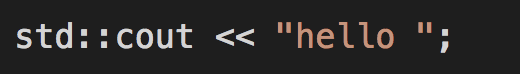 std::cout << "hello ";